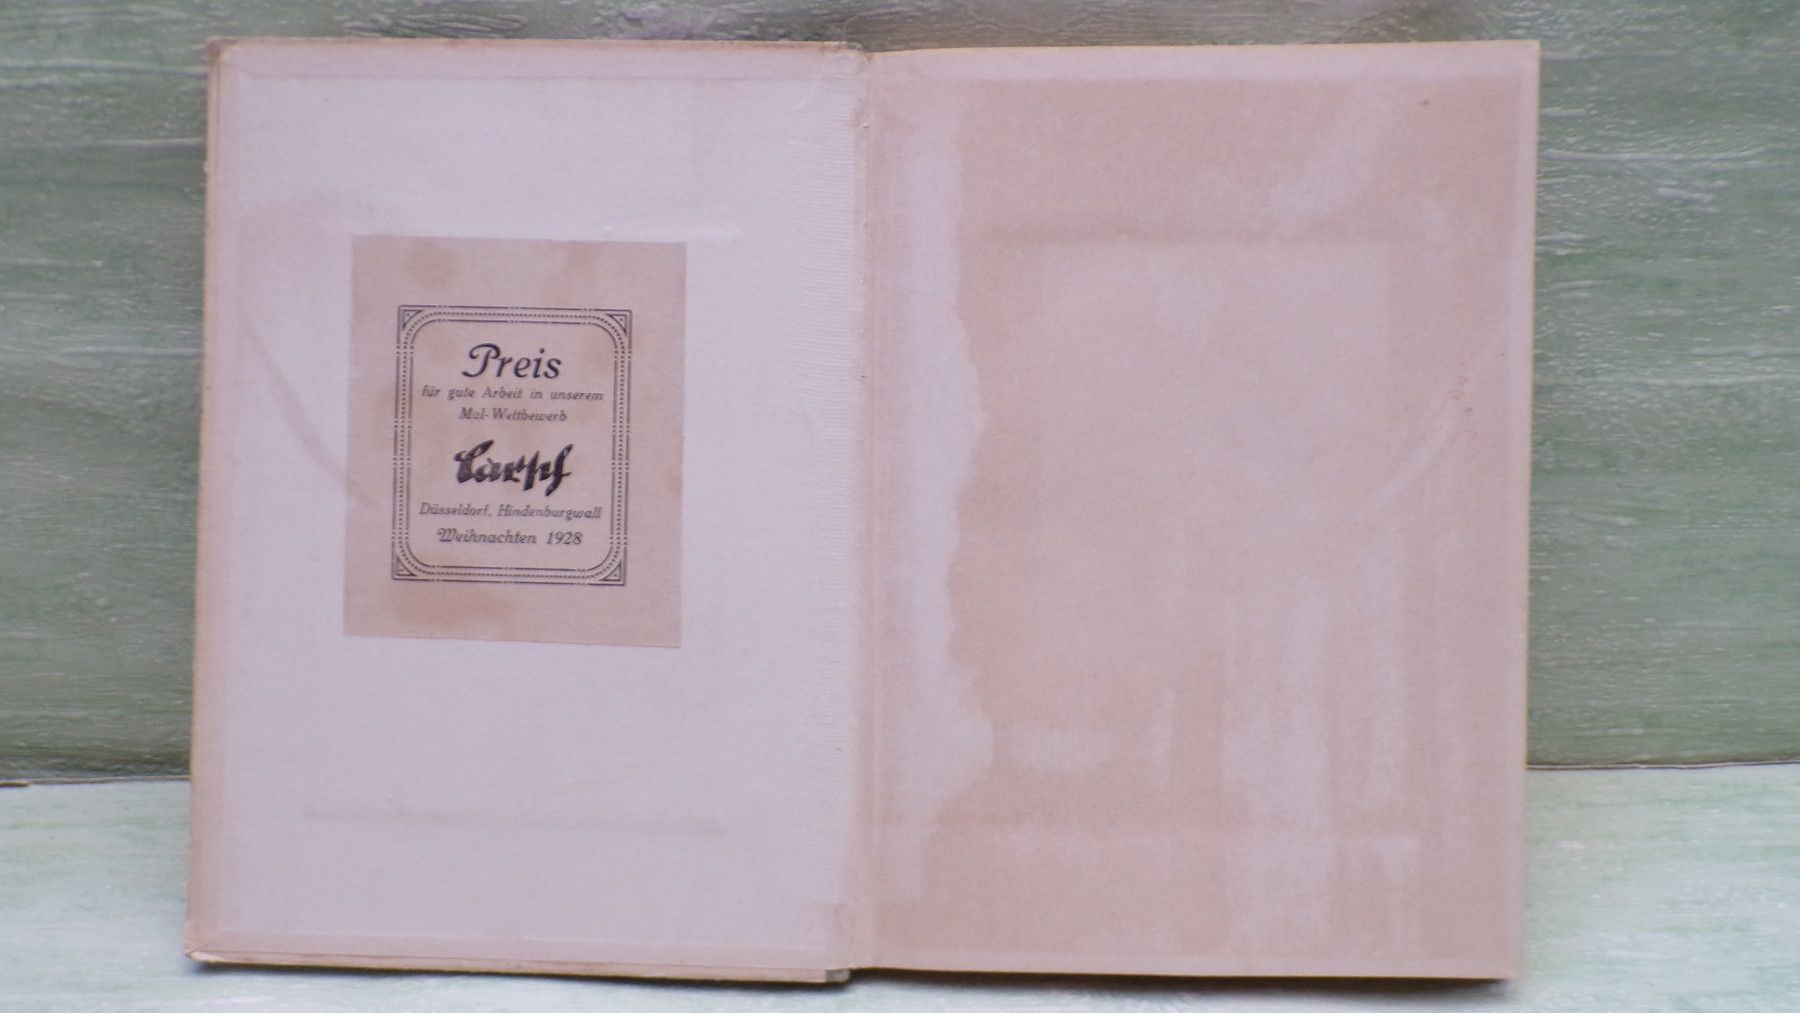 Preis
für gute Arbeit in unserem
Mal-Wettbewerb
Carsch
Düsseldorf, Hindenburgwall
Weihnachten 1928